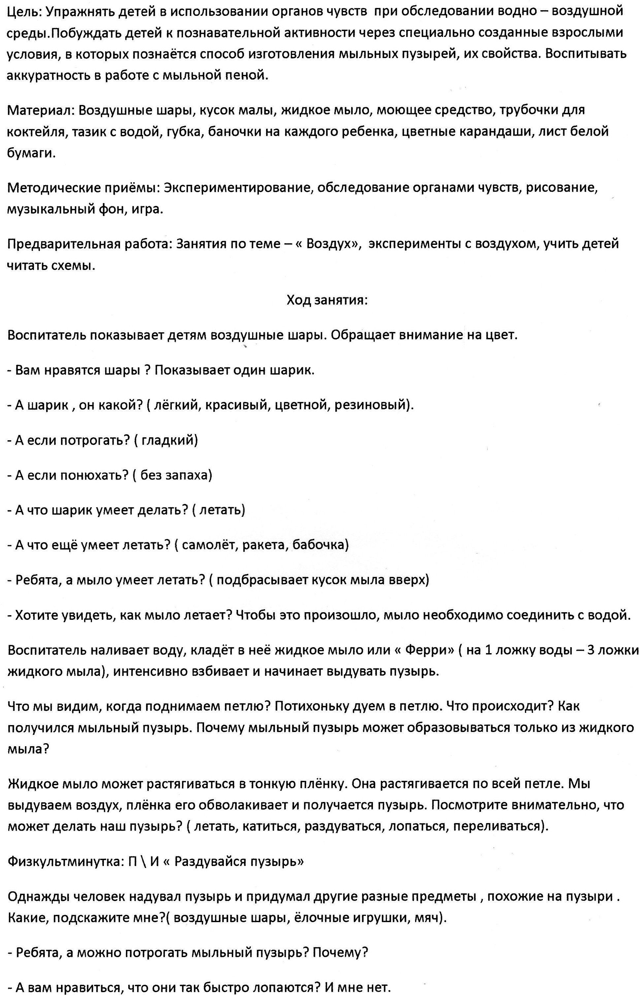 Цель: Упражнять детей в использовании органов чувств  при обследовании водно – воздушной
среды.Побуждать детей к познавательной активности через специально созданные взрослыми
условия, в которых познаётся способ изготовления мыльных пузырей, их свойства. Воспитывать
аккуратность в работе с мыльной пеной.
Материал: Воздушные шары, кусок малы, жидкое мыло, моющее средство, трубочки для
коктейля, тазик с водой, губка, баночки на каждого ребенка, цветные карандаши, лист белой
бумаги.
Методические приёмы: Экспериментирование, обследование органами чувств, рисование,
музыкальный фон, игра.
Предварительная работа: Занятия по теме – « Воздух»,  эксперименты с воздухом, учить детей
читать схемы.
Ход занятия:
Воспитатель показывает детям воздушные шары. Обращает внимание на цвет.
- Вам нравятся шары ? Показывает один шарик.
- А шарик , он какой? ( лёгкий, красивый, цветной, резиновый).
- А если потрогать? ( гладкий)
- А если понюхать? ( без запаха)
- А что шарик умеет делать? ( летать)
- А что ещё умеет летать? ( самолёт, ракета, бабочка)
- Ребята, а мыло умеет летать? ( подбрасывает кусок мыла вверх)
- Хотите увидеть, как мыло летает? Чтобы это произошло, мыло необходимо соединить с водой.
Воспитатель наливает воду, кладёт в неё жидкое мыло или « Ферри» ( на 1 ложку воды – 3 ложки
жидкого мыла), интенсивно взбивает и начинает выдувать пузырь.
Что мы видим, когда поднимаем петлю? Потихоньку дуем в петлю. Что происходит? Как
получился мыльный пузырь. Почему мыльный пузырь может образовываться только из жидкого
мыла?
Жидкое мыло может растягиваться в тонкую плёнку. Она растягивается по всей петле. Мы
выдуваем воздух, плёнка его обволакивает и получается пузырь. Посмотрите внимательно, что
может делать наш пузырь? ( летать, катиться, раздуваться, лопаться, переливаться).
Физкультминутка: П \ И « Раздувайся пузырь»
Однажды человек надувал пузырь и придумал другие разные предметы , похожие на пузыри .
Какие, подскажите мне?( воздушные шары, ёлочные игрушки, мяч).
- Ребята, а можно потрогать мыльный пузырь? Почему?
- А вам нравиться, что они так быстро лопаются? И мне нет.